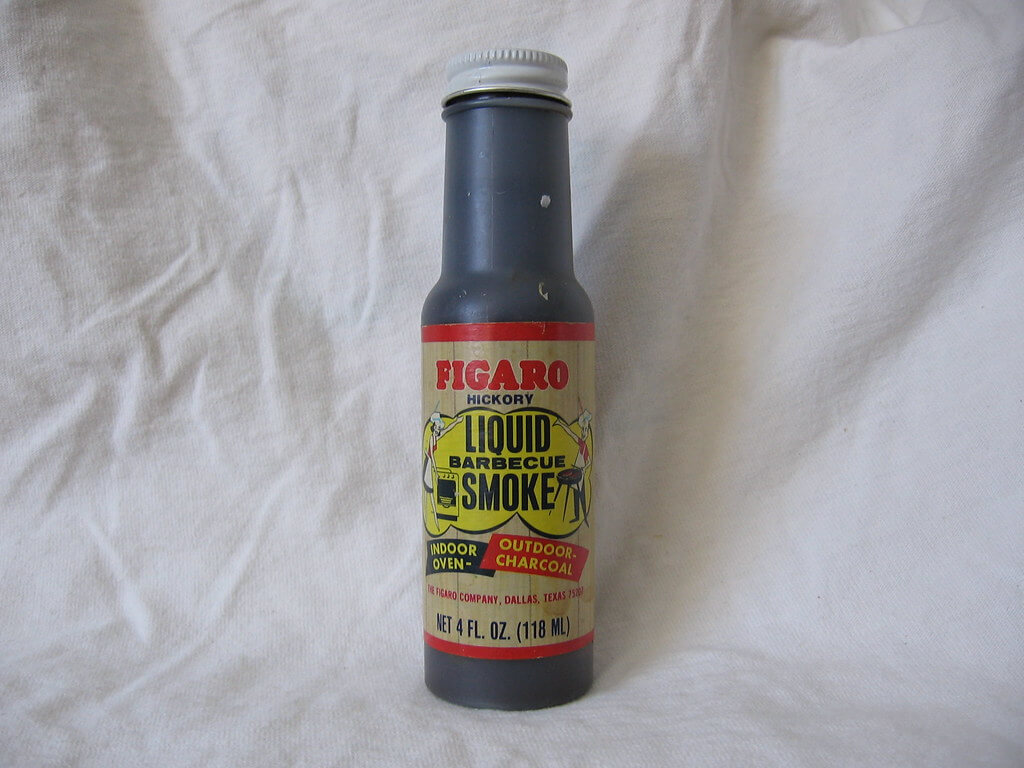 FIGARO
HICKORY
LIQUID
BARBECUE
SMOKE
INDOOR
OVEN-
OUTDOOR-
CHARCOAL
THE FIGARO COMPANY, DALLAS, TEXAS
NET 4 FL. OZ. (118 ML)